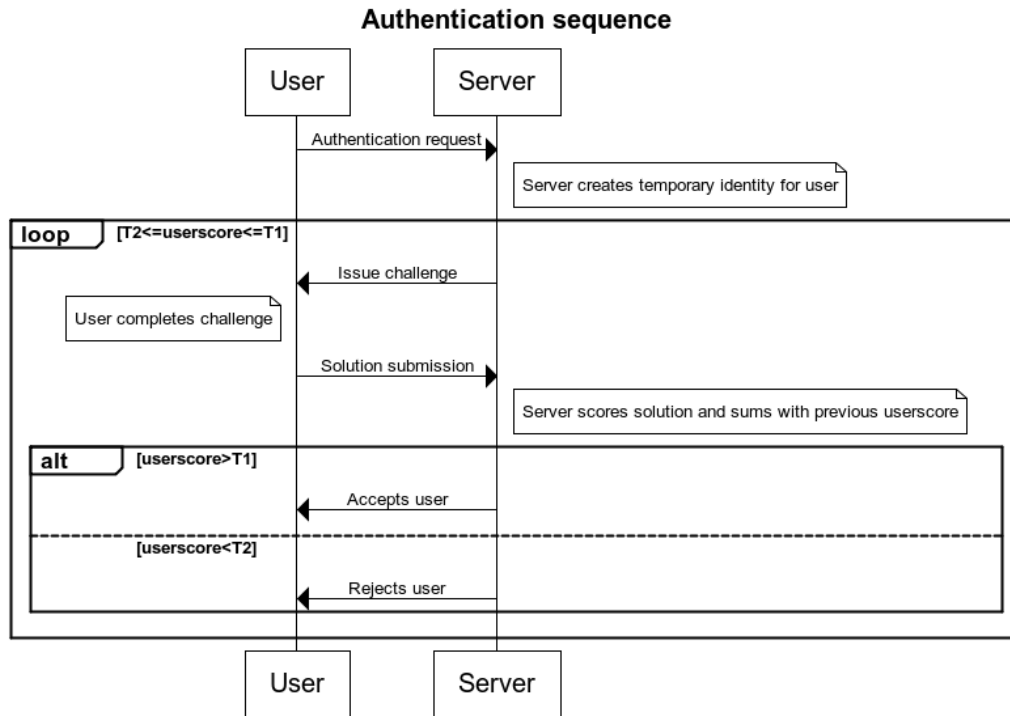 Authentication sequence
User
Server
Authentication request
Server creates temporary identity for user
loop
[T2<=userscore<=T1]
Issue challenge
User completes challenge
Solution submission
Server scores solution and sums with previous userscore
alt
[userscore>T1]
Accepts user
[userscore<T2]
Rejects user
User
Server